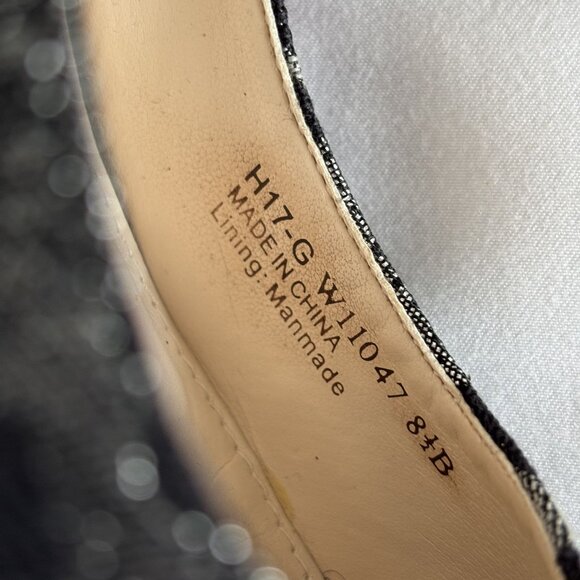 H17-G W11047 8½B
MADE IN CHINA
Lining: Manmade